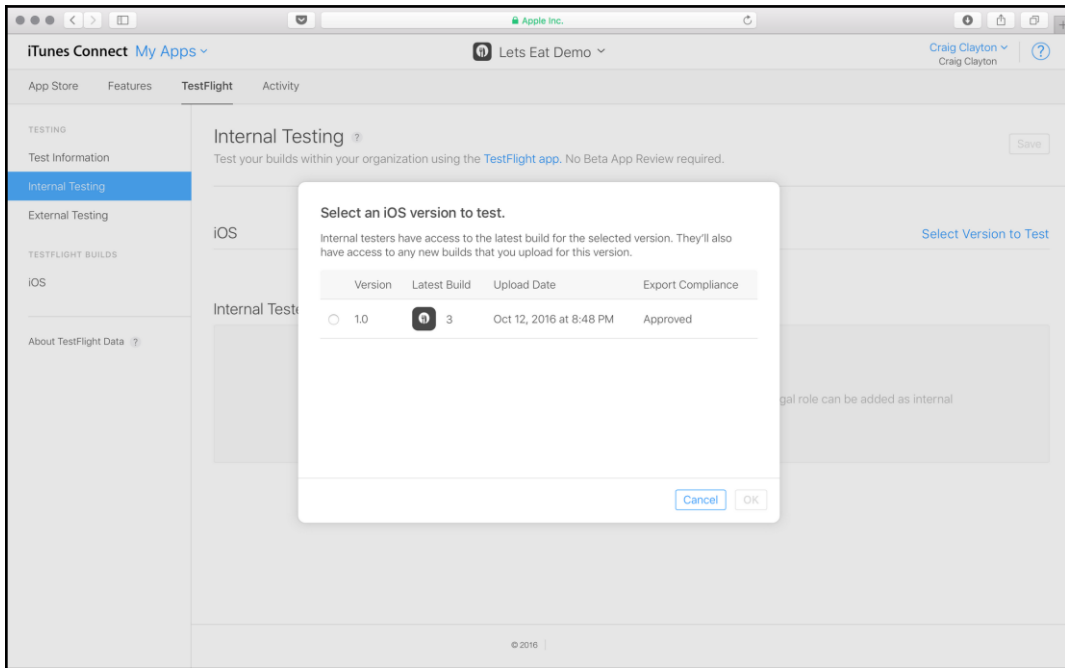 Apple Inc.
iTunes Connect My Apps
Lets Eat Demo
Craig Clayton
Craig Clayton
?
App Store Features TestFlight Activity
TESTING
Test Information
Internal Testing
External Testing
TESTFLIGHT BUILDS
iOS
About TestFlight Data ?
Internal Testing ?
Save
Test your builds within your organization using the TestFlight app. No Beta App Review required.
iOS
Select Version to Test
Internal Teste
gal role can be added as internal
Select an iOS version to test.
Internal testers have access to the latest build for the selected version. They'll also
have access to any new builds that you upload for this version.
Version Latest Build Upload Date Export Compliance
1.0 3 Oct 12, 2016 at 8:48 PM Approved
Cancel OK
© 2016